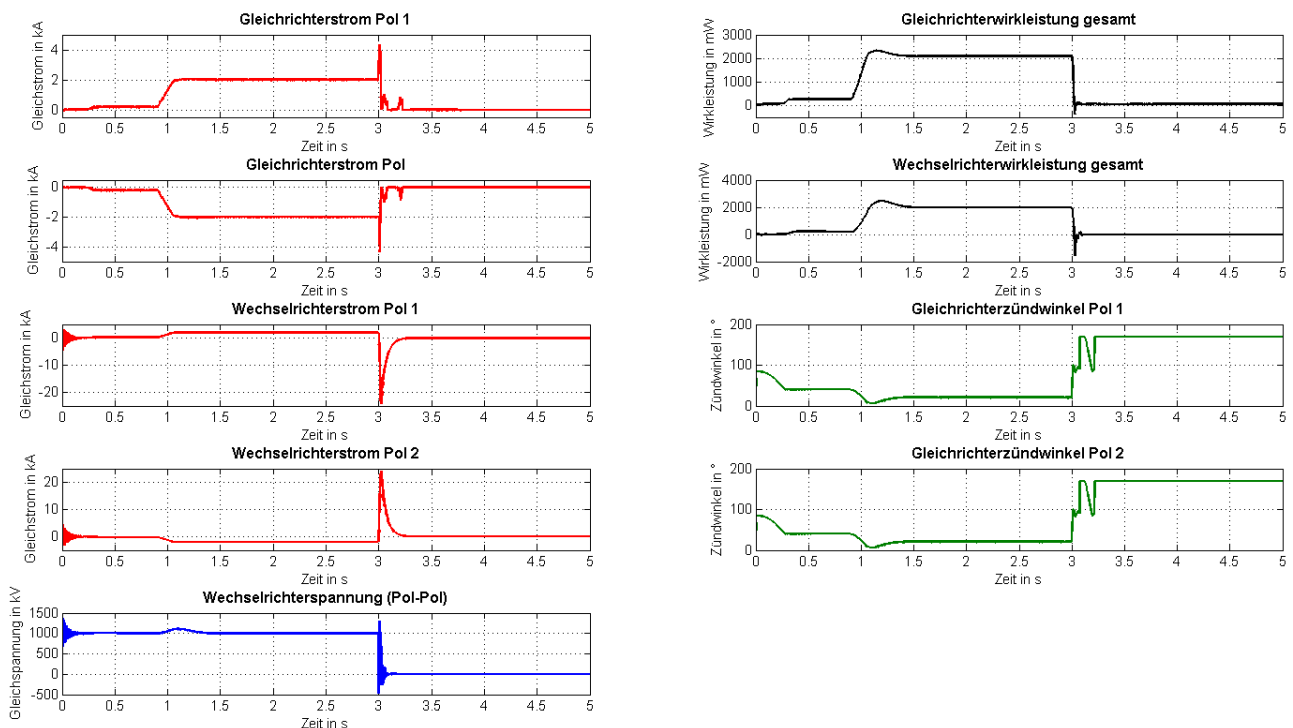 Gleichrichterstrom Pol 1
Gleichstrom in kA
4
2
0
0 0.5 1 1.5 2 2.5 3 3.5 4 4.5 5
Zeit in s
Gleichrichterstrom Pol
Gleichstrom in kA
0
-2
-4
0 0.5 1 1.5 2 2.5 3 3.5 4 4.5 5
Zeit in s
Wechselrichterstrom Pol 1
Gleichstrom in kA
0
-10
-20
0 0.5 1 1.5 2 2.5 3 3.5 4 4.5 5
Zeit in s
Wechselrichterstrom Pol 2
Gleichstrom in kA
20
10
0
0 0.5 1 1.5 2 2.5 3 3.5 4 4.5 5
Zeit in s
Wechselrichterspannung (Pol-Pol)
Gleichspannung in kV
1500
1000
500
0
-500
0 0.5 1 1.5 2 2.5 3 3.5 4 4.5 5
Zeit in s
Gleichrichterwirkleistung gesamt
Wirkleistung in mW
3000
2000
1000
0
0 0.5 1 1.5 2 2.5 3 3.5 4 4.5 5
Zeit in s
Wechselrichterwirkleistung gesamt
Wirkleistung in mW
4000
2000
0
-2000
0 0.5 1 1.5 2 2.5 3 3.5 4 4.5 5
Zeit in s
Gleichrichterzündwinkel Pol 1
Zündwinkel in °
200
100
0
0 0.5 1 1.5 2 2.5 3 3.5 4 4.5 5
Zeit in s
Gleichrichterzündwinkel Pol 2
Zündwinkel in °
200
100
0
0 0.5 1 1.5 2 2.5 3 3.5 4 4.5 5
Zeit in s